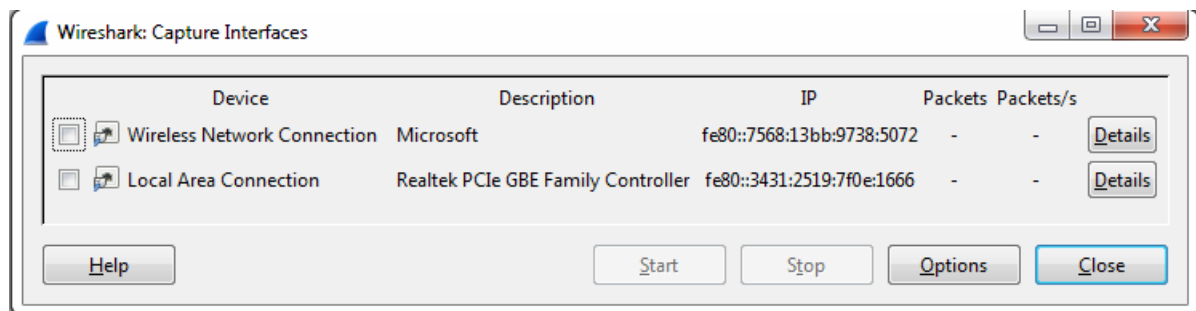 Wireshark: Capture Interfaces
Device Description IP Packets Packets/s
Wireless Network Connection Microsoft fe80::7568:13bb:9738:5072 - - Details
Local Area Connection Realtek PCIe GBE Family Controller fe80::3431:2519:7f0e:1666 - - Details
Help Start Stop Options Close